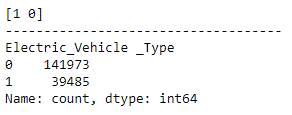 [1 0]
------------------------------------
Electric_Vehicle _Type
0    141973
1     39485
Name: count, dtype: int64